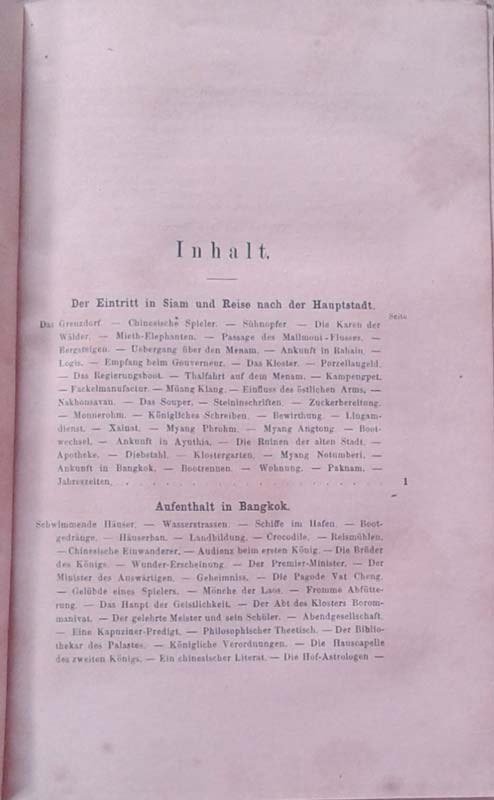 Inhalt.
Der Eintritt in Siam und Reise nach der Hauptstadt.
Seite
Das Grenzdorf — Chinesische Spieler. — Sühnopfer — Die Karen der
Wälder. — Mieth-Elephanten. — Passage des Mallmoni-Flusses. —
Bergsteigen. — Uebergang über den Menam. — Ankunft in Rahain. —
Logis. — Empfang beim Gouverneur. — Das Kloster. — Porzellangeld.
— Das Regierungsboot. — Thalfahrt auf dem Menam. — Kampengpet.
— Fackelmanufactur. — Müang Klang. — Einfluss des östlichen Arms, —
Nakhonsavan. — Das Souper. — Steininschriften. — Zuckerbereitung.
— Monnerohm. — Königliches Schreiben. — Bewirthung. — Lingam-
dienst. — Xainat. — Myang Phrohm. — Myang Angtong. — Boot-
wechsel. — Ankunft in Ayuthia. — Die Ruinen der alten Stadt. —
Apotheke. — Diebstahl. — Klostergarten. — Myang Notumberi. —
Ankunft in Bangkok. — Bootrennen. — Wohnung. — Paknam. —
Jahreszeiten. . . . . . . . . . . . . . . . . . 1
Aufenthalt in Bangkok.
Schwimmende Häuser. — Wasserstrassen. — Schiffe im Hafen. — Boot-
gedränge. — Häuserbau. — Landbildung. — Crocodile. — Reismühlen.
— Chinesische Einwanderer. — Audienz beim ersten König. — Die Brüder
des Königs. — Wunder-Erscheinung. — Der Premier-Minister. — Der
Minister des Auswärtigen. — Geheimniss. — Die Pagode Vat Cheng.
— Gelübde eines Spielers. — Mönche der Laos. — Fromme Abfütte-
rung. — Das Haupt der Geistlichkeit. — Der Abt des Klosters Borom-
manivat. — Der gelehrte Meister und sein Schüler. — Abendgesellschaft.
— Eine Kapuziner-Predigt. — Philosophischer Theetisch. — Der Biblio-
thekar des Palastes. — Königliche Verordnungen. — Die Hauscapelle
des zweiten Königs. — Ein chinesischer Literat. — Die Hof-Astrologen —